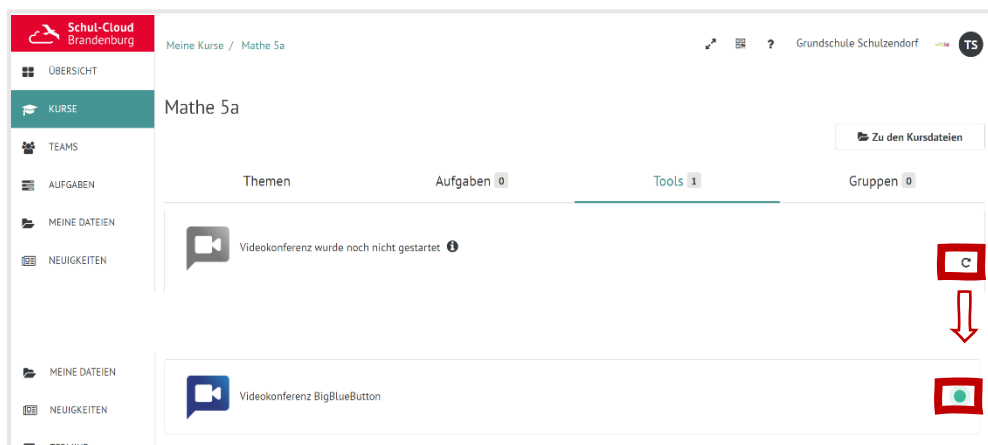 Schul-Cloud
Brandenburg
Meine Kurse / Mathe 5a
? Grundschule Schulzendorf TS
ÜBERSICHT
KURSE
Mathe 5a
TEAMS
Zu den Kursdateien
AUFGABEN
Themen Aufgaben 0 Tools 1 Gruppen 0
MEINE DATEIEN
Videokonferenz wurde noch nicht gestartet
NEUIGKEITEN
MEINE DATEIEN
Videokonferenz BigBlueButton
NEUIGKEITEN